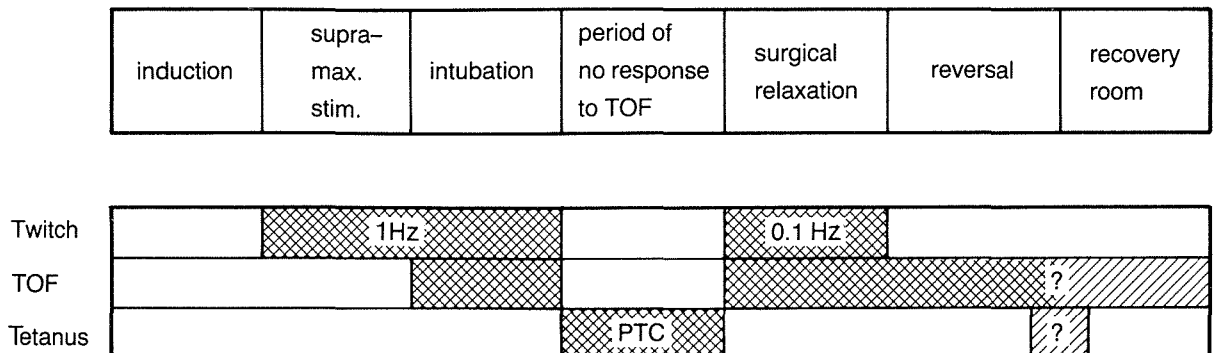 induction
supra–
max.
stim.
intubation
period of
no response
to TOF
surgical
relaxation
reversal
recovery
room
Twitch
1Hz
0.1 Hz
TOF
?
Tetanus
PTC
?